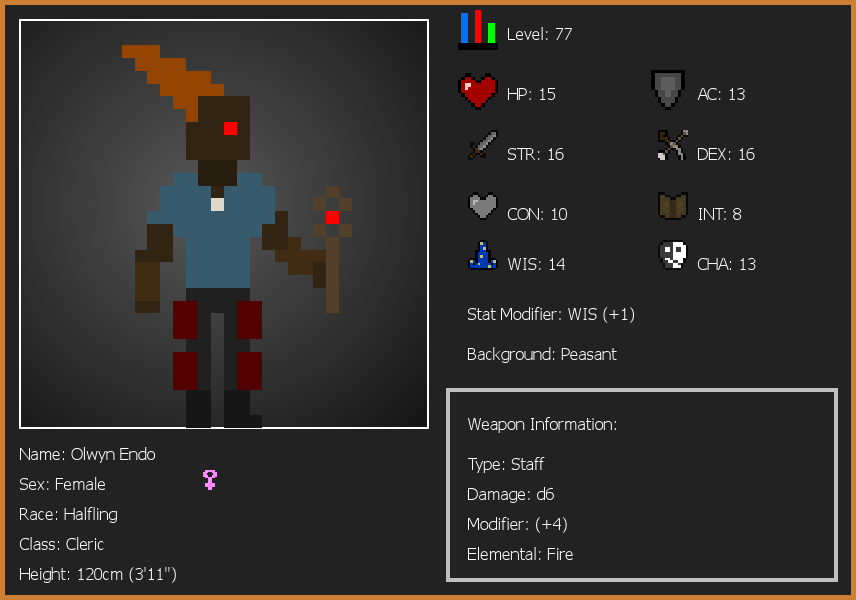 Level: 77
HP: 15
AC: 13
STR: 16
DEX: 16
CON: 10
INT: 8
WIS: 14
CHA: 13
Stat Modifier: WIS (+1)
Background: Peasant
Weapon Information:
Type: Staff
Damage: d6
Modifier: (+4)
Elemental: Fire
Name: Olwyn Endo
Sex: Female
Race: Halfling
Class: Cleric
Height: 120cm (3'11")